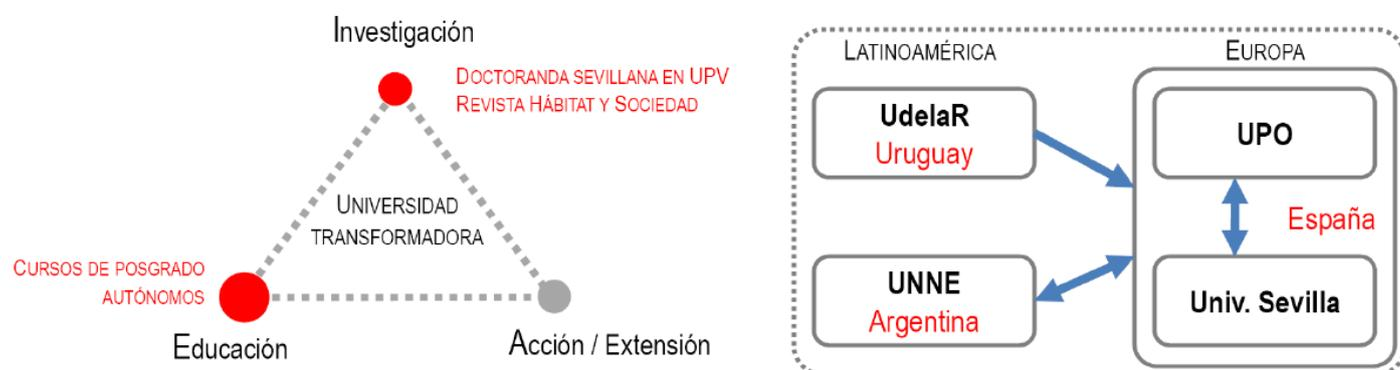 Investigación
DOCTORANDA SEVILLANA EN UPV
REVISTA HÁBITAT Y SOCIEDAD
UNIVERSIDAD
TRANSFORMADORA
CURSOS DE POSGRADO
AUTÓNOMOS
Educación
Acción / Extensión
LATINOAMÉRICA
EUROPA
UdelaR
Uruguay
UPO
España
UNNE
Argentina
Univ. Sevilla